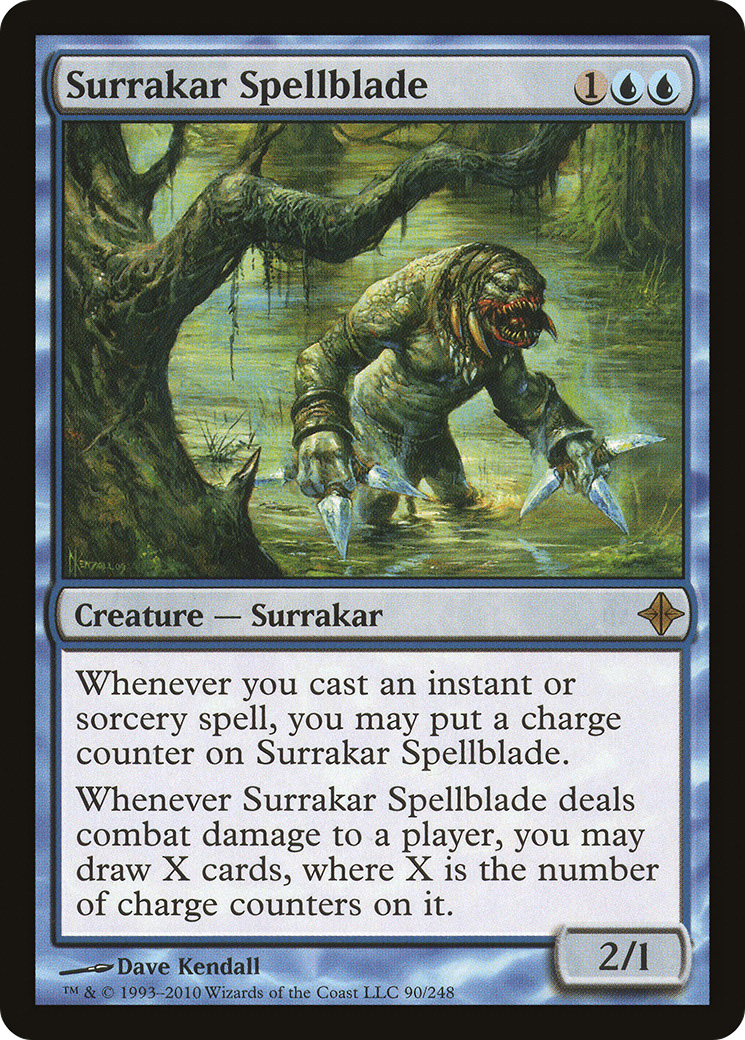 Surrakar Spellblade 1
KENDALL 09
Creature — Surrakar
Whenever you cast an instant or
sorcery spell, you may put a charge
counter on Surrakar Spellblade.
Whenever Surrakar Spellblade deals
combat damage to a player, you may
draw X cards, where X is the number
of charge counters on it.
2/1
Dave Kendall
™ & © 1993–2010 Wizards of the Coast LLC 90/248